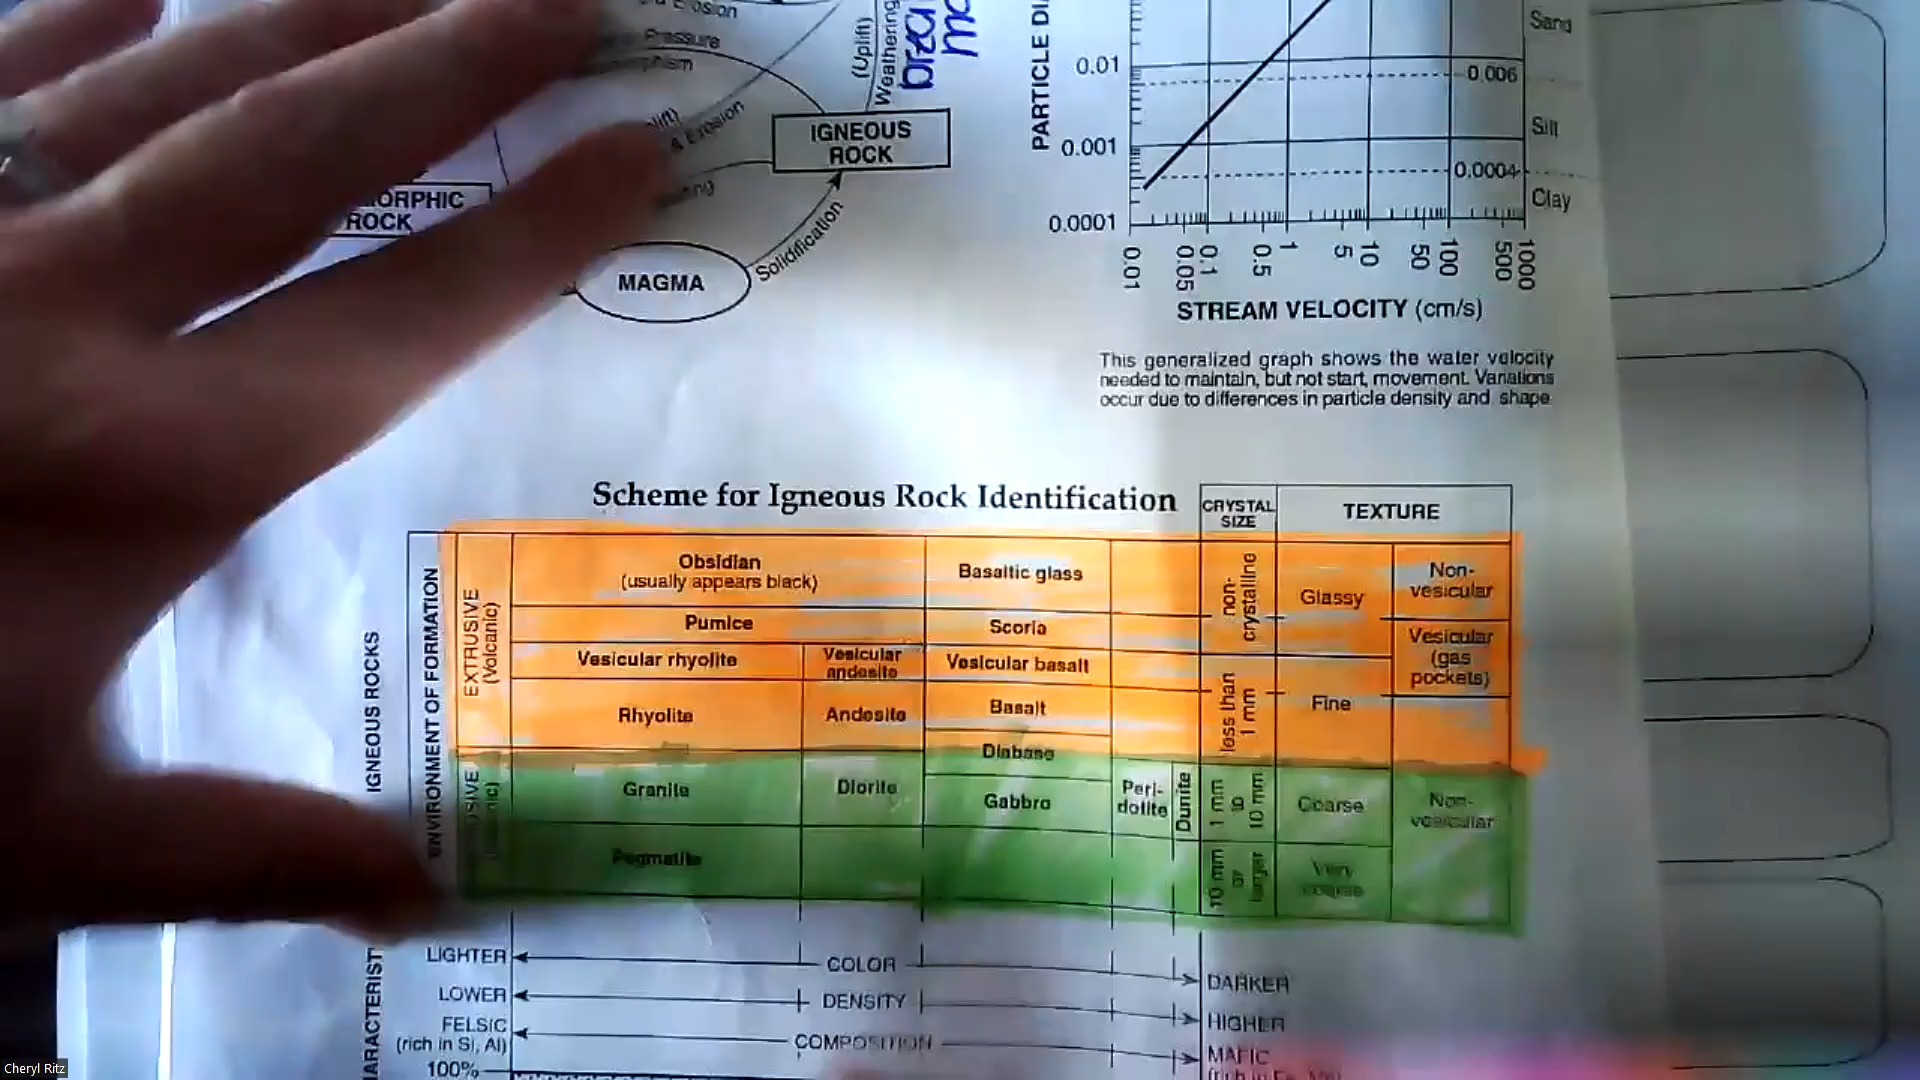 Erosion
Pressure
(Uplift)
Weathering
& Erosion
IGNEOUS
ROCK
ORPHIC
ROCK
MAGMA
Solidification
PARTICLE
0.01
0.001
0.0001
0.006
0.0004
Sand
Silt
Clay
0.01
0.05
0.1
0.5
1
5
10
50
100
500
1000
STREAM VELOCITY (cm/s)
This generalized graph shows the water velocity
needed to maintain, but not start, movement. Variations
occur due to differences in particle density and shape
Scheme for Igneous Rock Identification
CRYSTAL
SIZE
TEXTURE
IGNEOUS ROCKS
ENVIRONMENT OF FORMATION
EXTRUSIVE
(Volcanic)
Obsidian
(usually appears black)
Basaltic glass
non-
crystalline
Glassy
Non-
vesicular
Pumice
Scoria
Vesicular
(gas
pockets)
Vesicular rhyolite
Vesicular
andesite
Vesicular basalt
less than
1 mm
Fine
Rhyolite
Andesite
Basalt
Diabase
Granite
Diorite
Gabbro
Peri-
dotite
Dunite
1 mm
to
10 mm
Coarse
Non-
vesicular
Pegmatite
10 mm
or
larger
Very
coarse
LIGHTER
COLOR
DARKER
LOWER
DENSITY
HIGHER
FELSIC
(rich in Si, Al)
COMPOSITION
MAFIC
100%
Cheryl Ritz